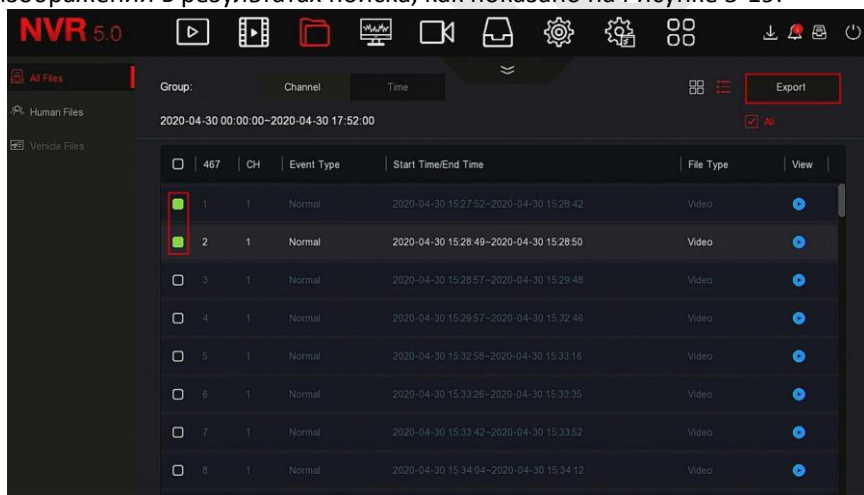 изображений в результатах поиска, как показано на Рисунке 3-19.
NVR 5.0
All Files
Human Files
Vehicle Files
Group: Channel Time
Export
2020-04-30 00:00:00~2020-04-30 17:52:00
All
467 CH Event Type Start Time/End Time File Type View
1 1 Normal 2020-04-30 15:27:52~2020-04-30 15:28:42 Video
2 1 Normal 2020-04-30 15:28:49~2020-04-30 15:28:50 Video
3 1 Normal 2020-04-30 15:28:57~2020-04-30 15:29:48 Video
4 1 Normal 2020-04-30 15:29:57~2020-04-30 15:32:46 Video
5 1 Normal 2020-04-30 15:32:58~2020-04-30 15:33:16 Video
6 1 Normal 2020-04-30 15:33:26~2020-04-30 15:33:35 Video
7 1 Normal 2020-04-30 15:33:42~2020-04-30 15:33:52 Video
8 1 Normal 2020-04-30 15:34:04~2020-04-30 15:34:12 Video